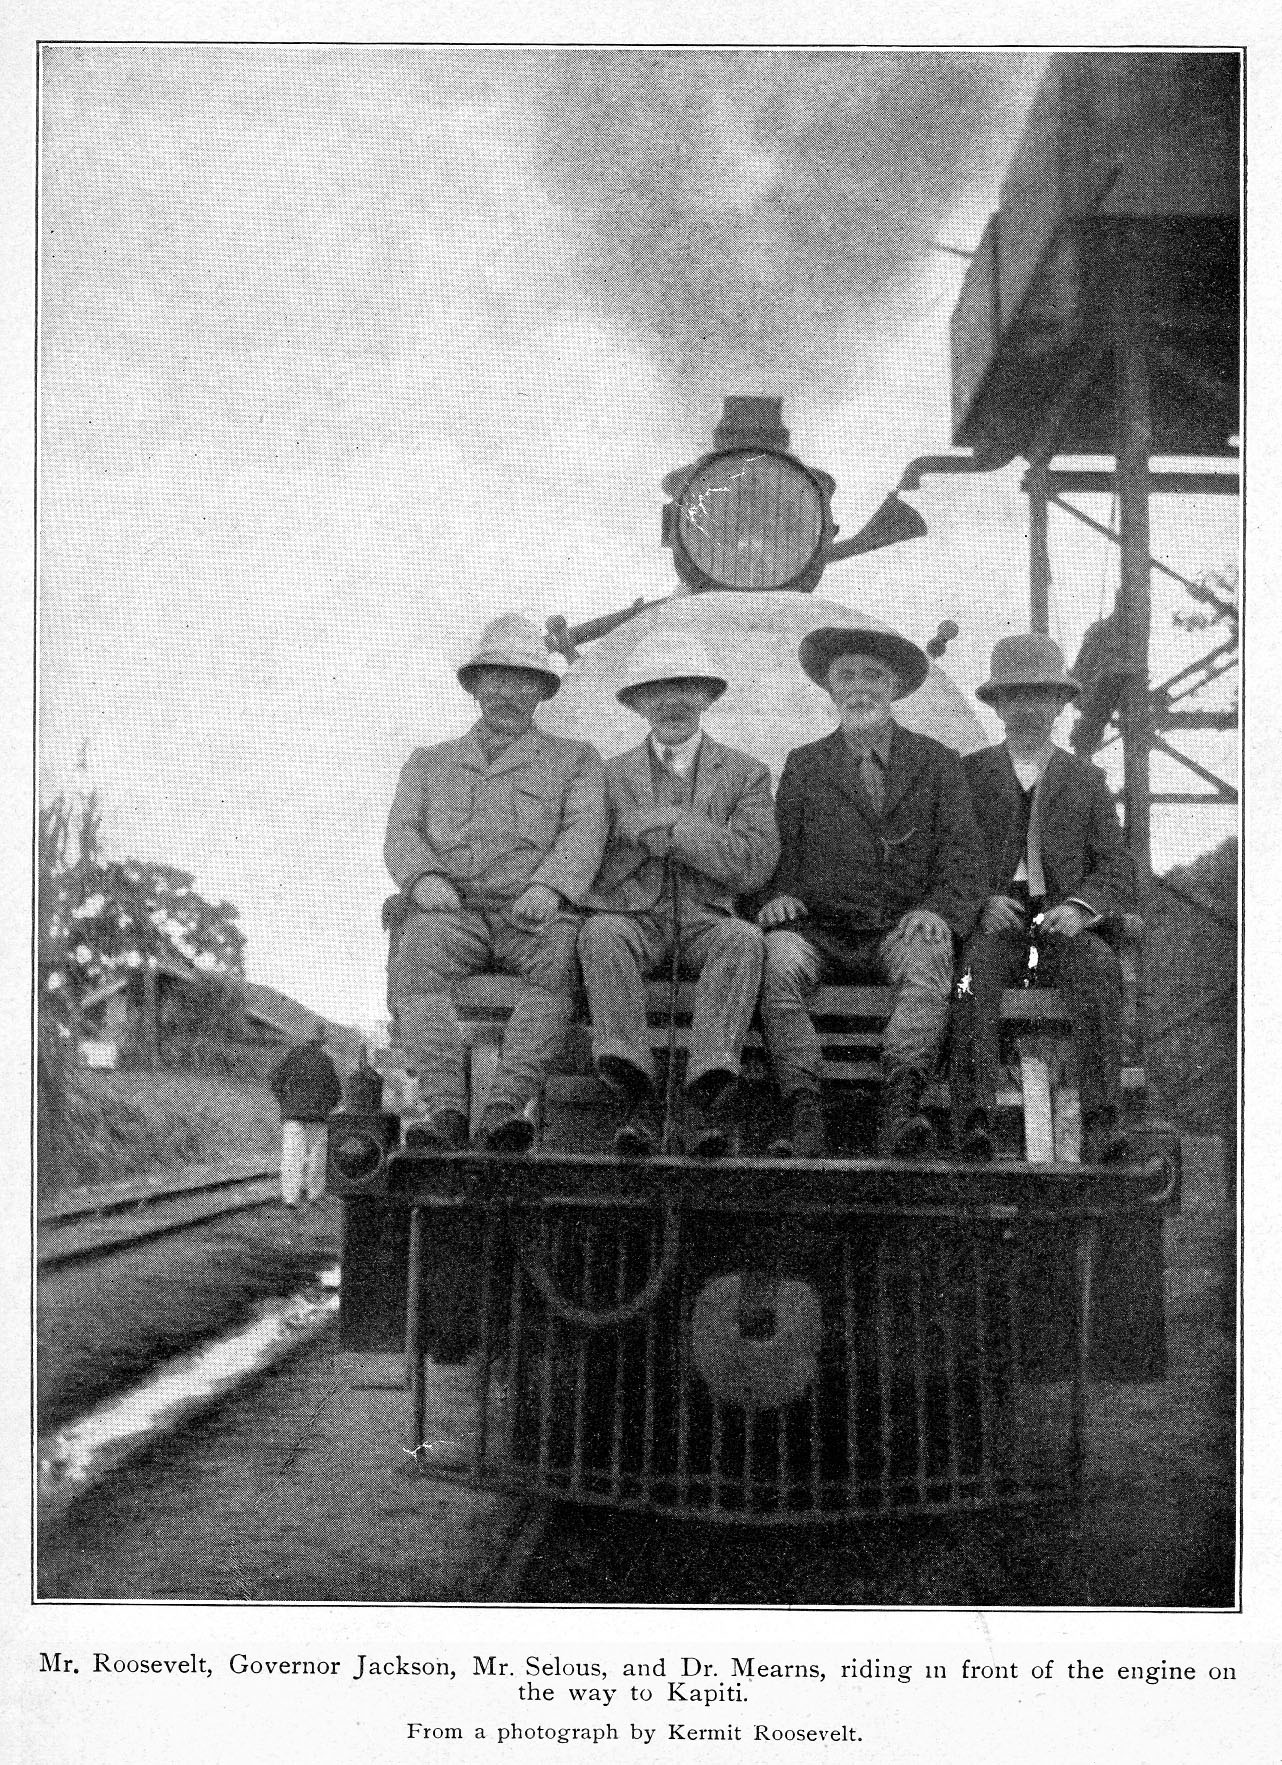 Mr. Roosevelt, Governor Jackson, Mr. Selous, and Dr. Mearns, riding in front of the engine on
the way to Kapiti.
From a photograph by Kermit Roosevelt.